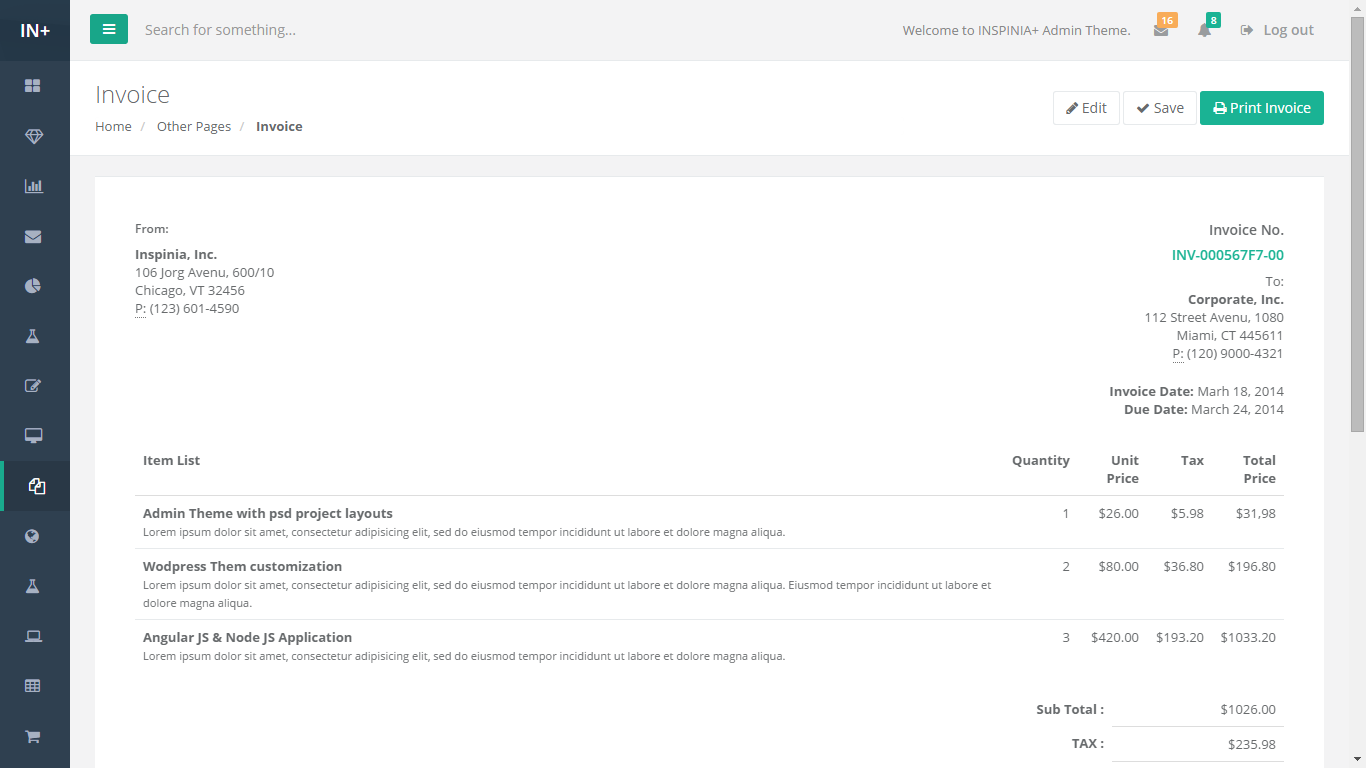 IN+
Search for something...
Welcome to INSPINIA+ Admin Theme.
16
8
Log out
Invoice
Home / Other Pages / Invoice
Edit
Save
Print Invoice
From:
Inspinia, Inc.
106 Jorg Avenu, 600/10
Chicago, VT 32456
P: (123) 601-4590
Invoice No.
INV-000567F7-00
To:
Corporate, Inc.
112 Street Avenu, 1080
Miami, CT 445611
P: (120) 9000-4321
Invoice Date: Marh 18, 2014
Due Date: March 24, 2014
Item List Quantity Unit Price Tax Total Price
Admin Theme with psd project layouts 1 $26.00 $5.98 $31,98
Lorem ipsum dolor sit amet, consectetur adipisicing elit, sed do eiusmod tempor incididunt ut labore et dolore magna aliqua.
Wodpress Them customization 2 $80.00 $36.80 $196.80
Lorem ipsum dolor sit amet, consectetur adipisicing elit, sed do eiusmod tempor incididunt ut labore et dolore magna aliqua. Eiusmod tempor incididunt ut labore et
dolore magna aliqua.
Angular JS & Node JS Application 3 $420.00 $193.20 $1033.20
Lorem ipsum dolor sit amet, consectetur adipisicing elit, sed do eiusmod tempor incididunt ut labore et dolore magna aliqua.
Sub Total : $1026.00
TAX : $235.98